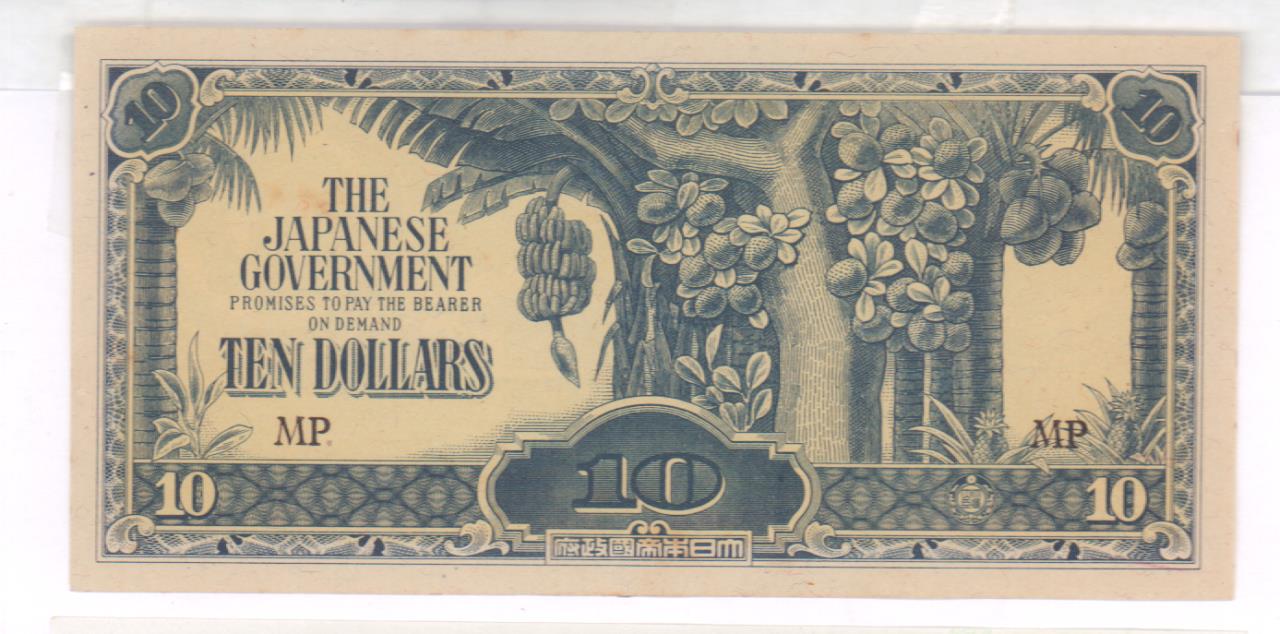 10
10
THE
JAPANESE
GOVERNMENT
PROMISES TO PAY THE BEARER
ON DEMAND
TEN DOLLARS
MP
MP
10
10
10
府政國帝本日大